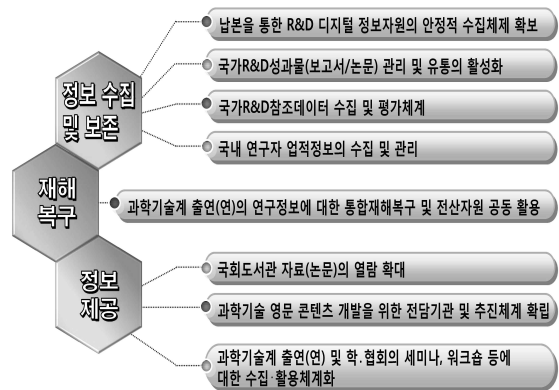 정보 수집
및 보존
납본을 통한 R&D 디지털 정보자원의 안정적 수집체제 확보
국가R&D성과물(보고서/논문) 관리 및 유통의 활성화
국가R&D참조데이터 수집 및 평가체계
국내 연구자 업적정보의 수집 및 관리
재해
복구
과학기술계 출연(연)의 연구정보에 대한 통합재해복구 및 전산자원 공동 활용
정보
제공
국회도서관 자료(논문)의 열람 확대
과학기술 영문 콘텐츠 개발을 위한 전담기관 및 추진체계 확립
과학기술계 출연(연) 및 학·협회의 세미나, 워크숍 등에
대한 수집·활용체계화